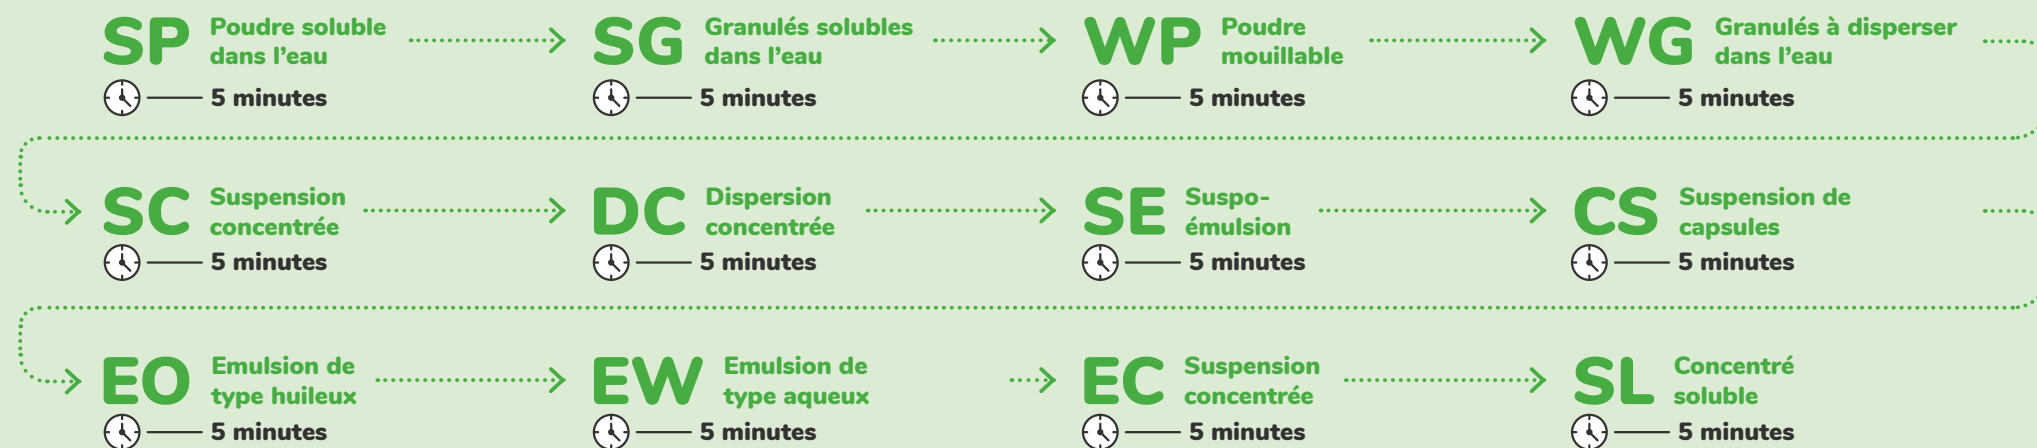 SP Poudre soluble
dans l’eau
5 minutes
SG Granulés solubles
dans l’eau
5 minutes
WP Poudre
mouillable
5 minutes
WG Granulés à disperser
dans l’eau
5 minutes
SC Suspension
concentrée
5 minutes
DC Dispersion
concentrée
5 minutes
SE Suspo-
émulsion
5 minutes
CS Suspension de
capsules
5 minutes
EO Emulsion de
type huileux
5 minutes
EW Emulsion de
type aqueux
5 minutes
EC Suspension
concentrée
5 minutes
SL Concentré
soluble
5 minutes